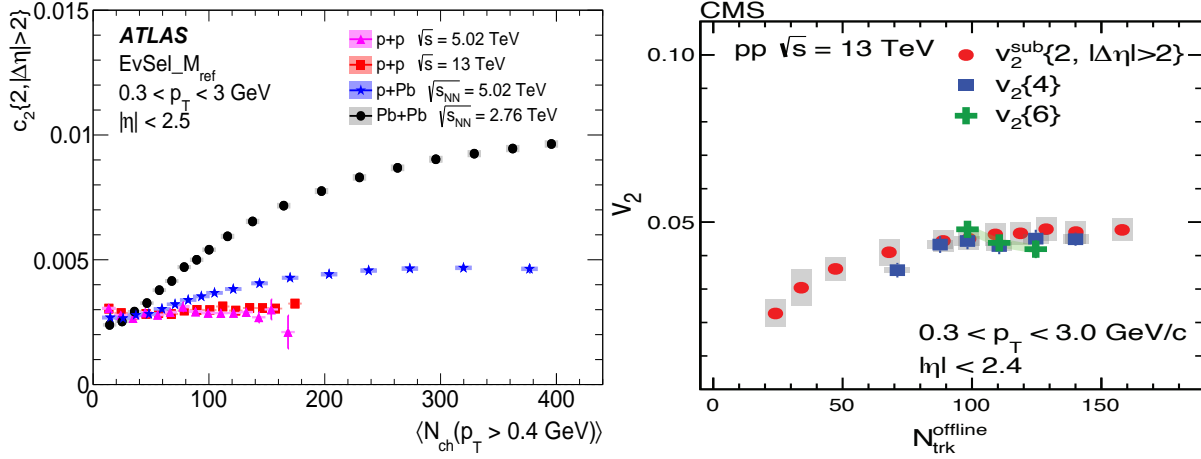 ATLAS
EvSel_M_ref
0.3 < p_T < 3 GeV
|η| < 2.5
p+p √s = 5.02 TeV
p+p √s = 13 TeV
p+Pb √s_NN = 5.02 TeV
Pb+Pb √s_NN = 2.76 TeV
c_2{2,|Δη|>2}
0.015
0.01
0.005
0
0 100 200 300 400
⟨N_ch(p_T > 0.4 GeV)⟩
CMS
pp √s = 13 TeV
v_2^sub{2, |Δη|>2}
v_2{4}
v_2{6}
0.3 < p_T < 3.0 GeV/c
|η| < 2.4
v_2
0.10
0.05
0 50 100 150
N_trk^offline